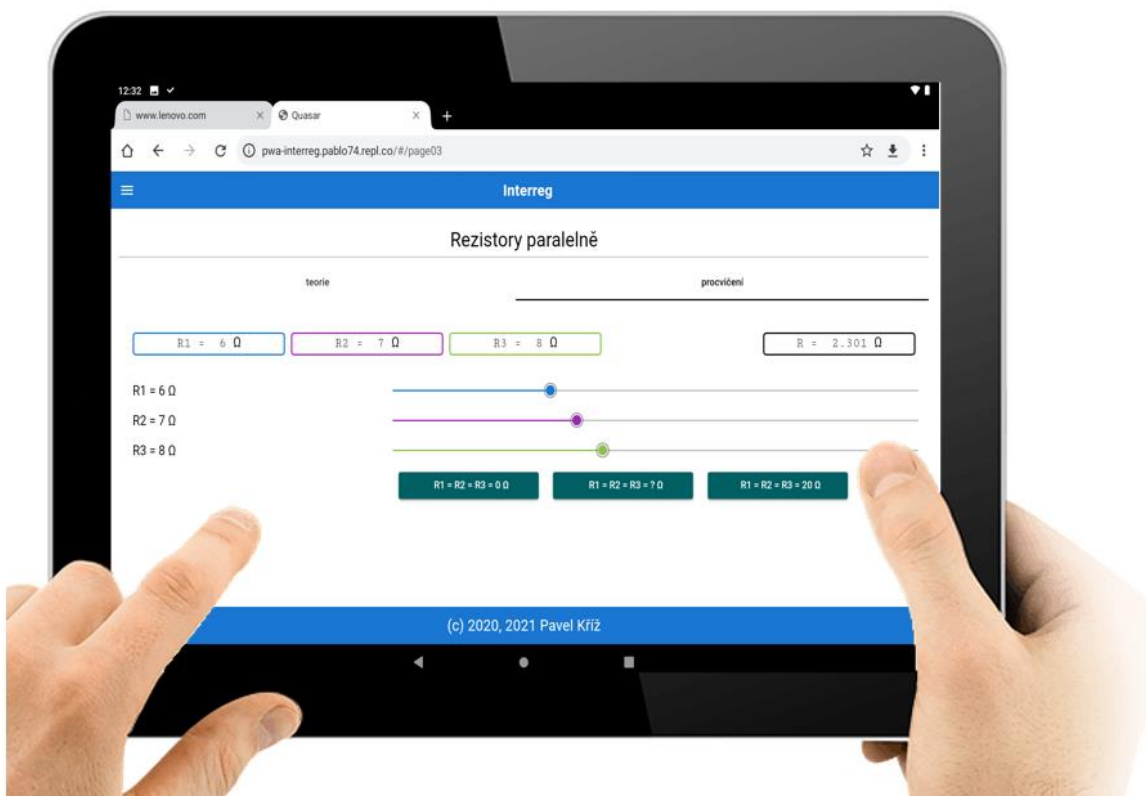 12:32
www.lenovo.com
Quasar
pwa-interreg.pablo74.repl.co/#/page03
Interreg
Rezistory paralelně
teorie procvičení
R1 = 6 Ω R2 = 7 Ω R3 = 8 Ω R = 2.301 Ω
R1 = 6 Ω
R2 = 7 Ω
R3 = 8 Ω
R1 = R2 = R3 = 0 Ω R1 = R2 = R3 = ? Ω R1 = R2 = R3 = 20 Ω
(c) 2020, 2021 Pavel Kříž